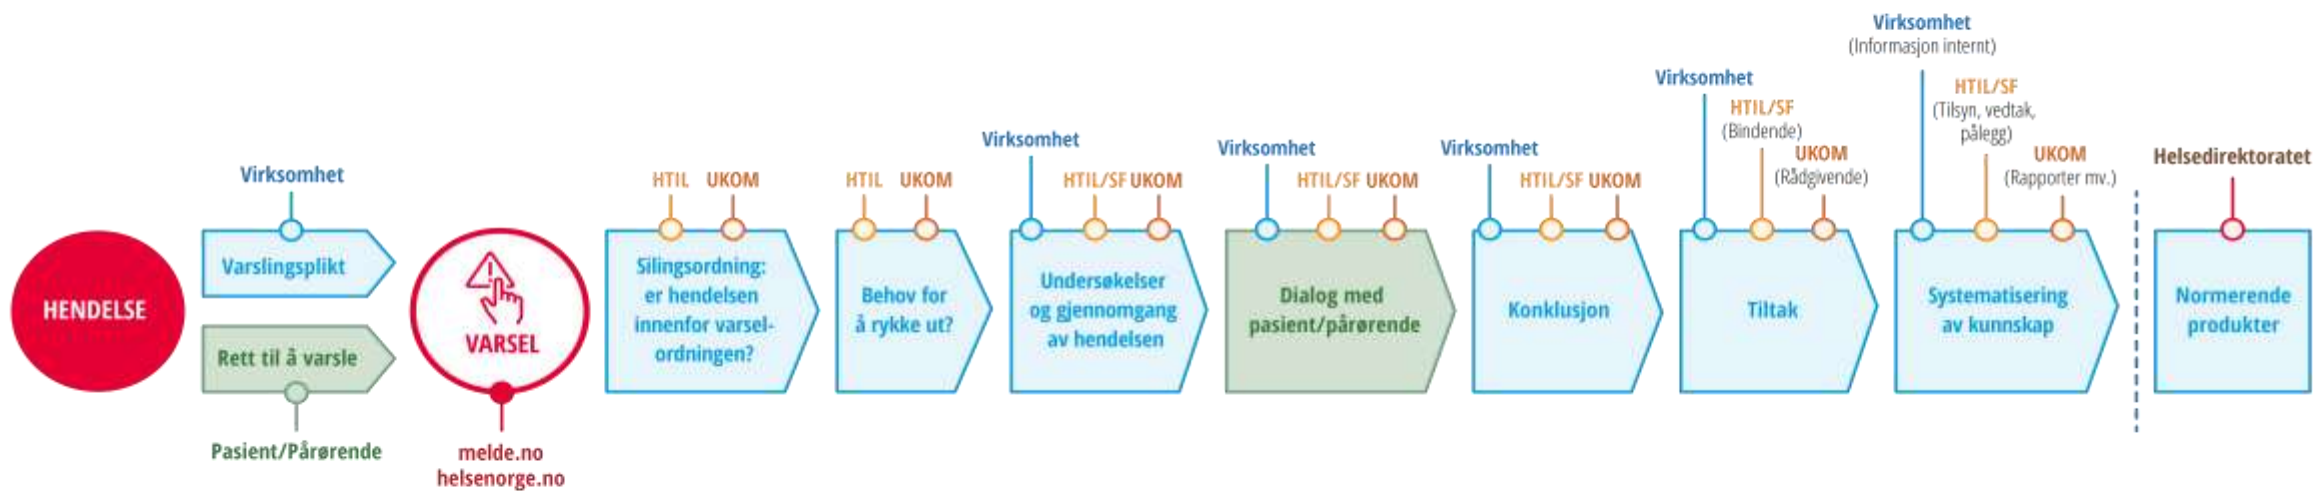 HENDELSE
Virksomhet
Varslingsplikt
Rett til å varsle
Pasient/Pårørende
VARSEL
melde.no
helsenorge.no
HTIL UKOM
Silingsordning:
er hendelsen
innenfor varsel-
ordningen?
HTIL UKOM
Behov for
å rykke ut?
Virksomhet
HTIL/SF UKOM
Undersøkelser
og gjennomgang
av hendelsen
Virksomhet
HTIL/SF UKOM
Dialog med
pasient/pårørende
Virksomhet
HTIL/SF UKOM
Konklusjon
Virksomhet
HTIL/SF
(Bindende)
UKOM
(Rådgivende)
Tiltak
Virksomhet
(Informasjon internt)
HTIL/SF
(Tilsyn, vedtak,
pålegg)
UKOM
(Rapporter mv.)
Systematisering
av kunnskap
Helsedirektoratet
Normerende
produkter